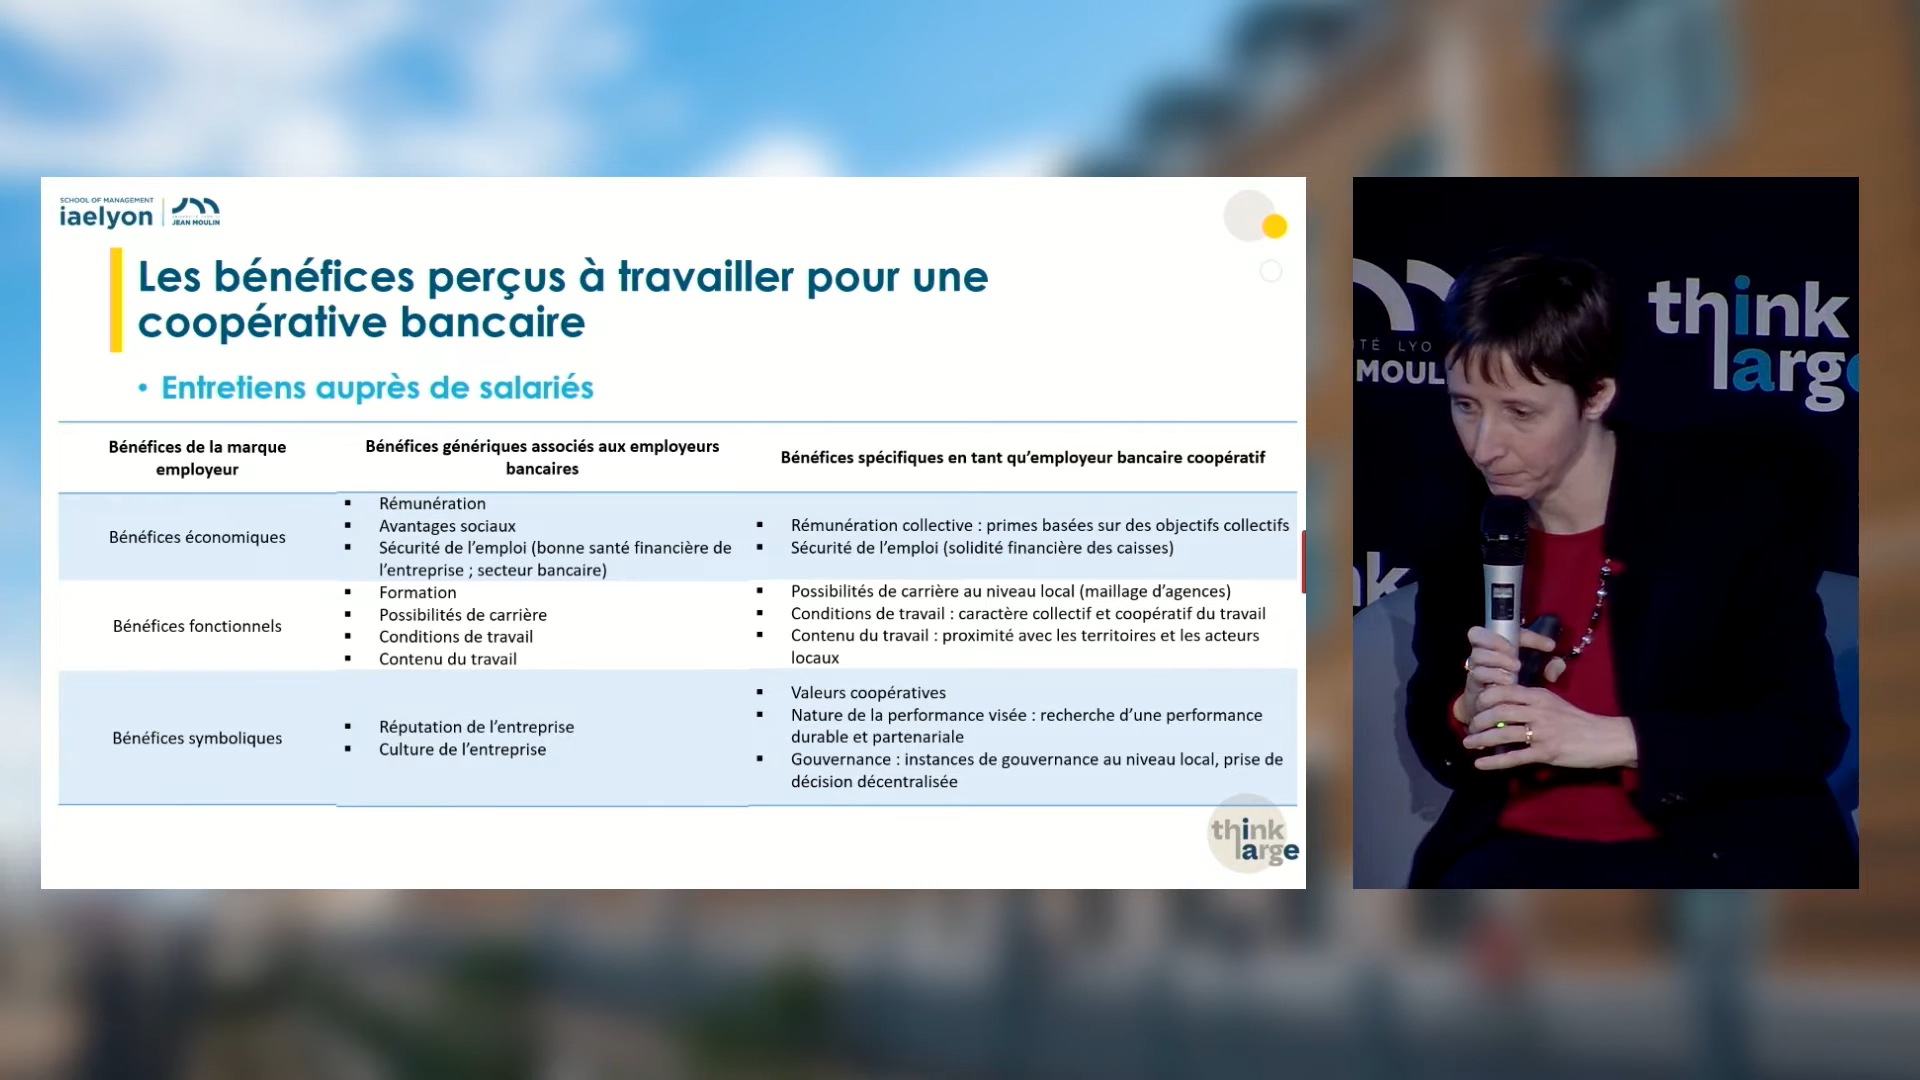 SCHOOL OF MANAGEMENT
iaelyon
JEAN MOULIN
Les bénéfices perçus à travailler pour une
coopérative bancaire
• Entretiens auprès de salariés
Bénéfices de la marque
employeur
Bénéfices génériques associés aux employeurs
bancaires
Bénéfices spécifiques en tant qu’employeur bancaire coopératif
Bénéfices économiques
▪ Rémunération
▪ Avantages sociaux
▪ Sécurité de l’emploi (bonne santé financière de
l’entreprise ; secteur bancaire)
▪ Rémunération collective : primes basées sur des objectifs collectifs
▪ Sécurité de l’emploi (solidité financière des caisses)
Bénéfices fonctionnels
▪ Formation
▪ Possibilités de carrière
▪ Conditions de travail
▪ Contenu du travail
▪ Possibilités de carrière au niveau local (maillage d’agences)
▪ Conditions de travail : caractère collectif et coopératif du travail
▪ Contenu du travail : proximité avec les territoires et les acteurs
locaux
Bénéfices symboliques
▪ Réputation de l’entreprise
▪ Culture de l’entreprise
▪ Valeurs coopératives
▪ Nature de la performance visée : recherche d’une performance
durable et partenariale
▪ Gouvernance : instances de gouvernance au niveau local, prise de
décision décentralisée
think
large
TÉ LYO
MOUL
think
large
nk